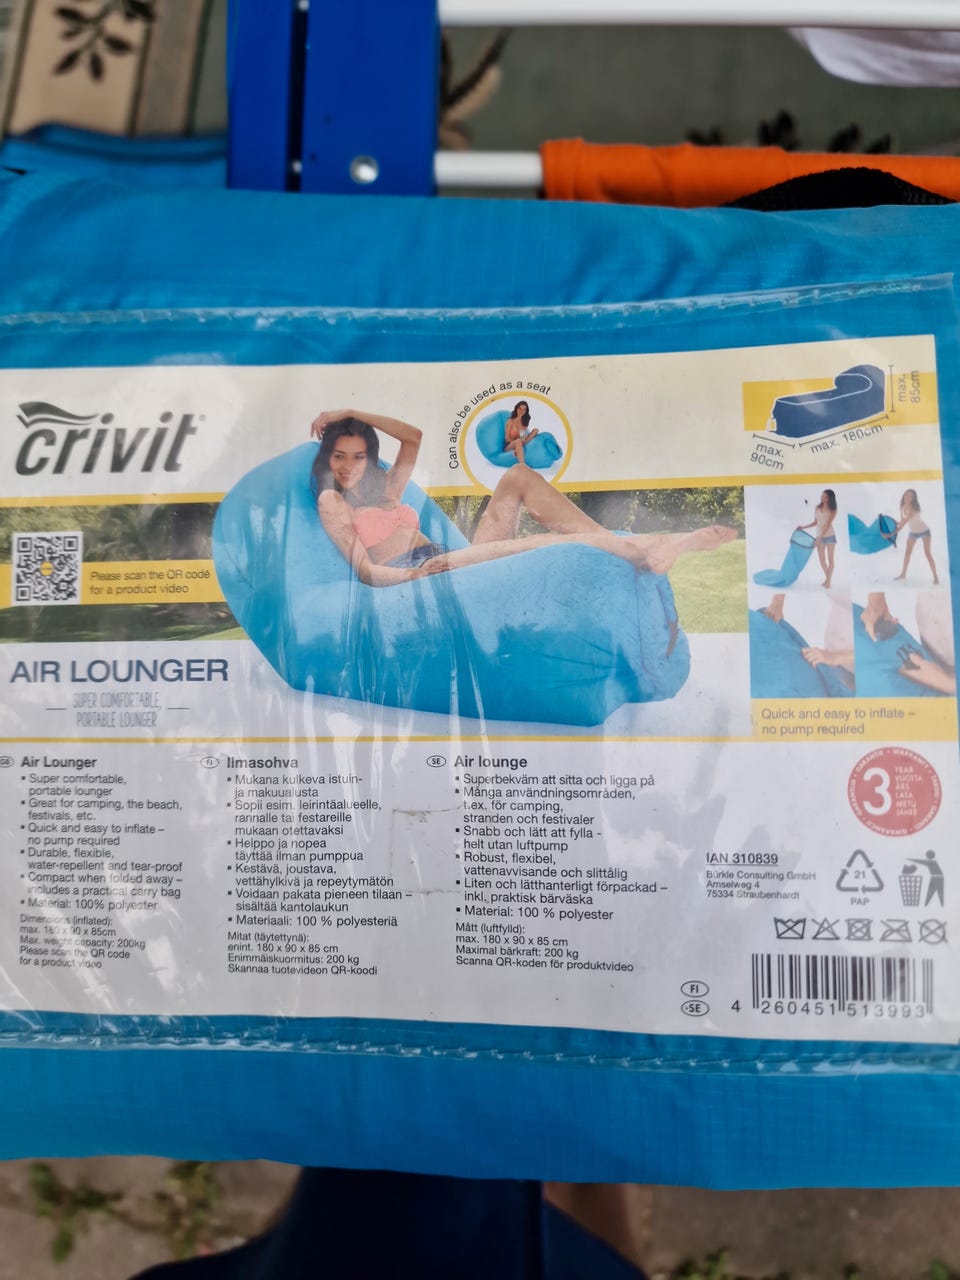 crivit®
Can also be used as a seat
max. 85cm
max. 180cm
max. 90cm
Please scan the QR code
for a product video
AIR LOUNGER
SUPER COMFORTABLE,
PORTABLE LOUNGER
Quick and easy to inflate –
no pump required
GB Air Lounger
▪ Super comfortable,
portable lounger
▪ Great for camping, the beach,
festivals, etc.
▪ Quick and easy to inflate –
no pump required
▪ Durable, flexible,
water-repellent and tear-proof
▪ Compact when folded away –
includes a practical carry bag
▪ Material: 100% polyester
Dimensions (inflated):
max. 180 x 90 x 85cm
Max. weight capacity: 200kg
Please scan the QR code
for a product video
FI Ilmasohva
▪ Mukana kulkeva istuin-
ja makuualusta
▪ Sopii esim. leirintäalueelle,
rannalle tai festareille
mukaan otettavaksi
▪ Helppo ja nopea
täyttää ilman pumppua
▪ Kestävä, joustava,
vettähylkivä ja repeytymätön
▪ Voidaan pakata pieneen tilaan –
sisältää kantolaukun
▪ Materiaali: 100 % polyesteriä
Mitat (täytettynä):
enint. 180 x 90 x 85 cm
Enimmäiskuormitus: 200 kg
Skannaa tuotevideon QR-koodi
SE Air lounge
▪ Superbekväm att sitta och ligga på
▪ Många användningsområden,
t.ex. för camping,
stranden och festivaler
▪ Snabb och lätt att fylla -
helt utan luftpump
▪ Robust, flexibel,
vattenavvisande och slittålig
▪ Liten och lätthanterligt förpackad –
inkl. praktisk bärväska
▪ Material: 100 % polyester
Mått (luftfylld):
max. 180 x 90 x 85 cm
Maximal bärkraft: 200 kg
Scanna QR-koden för produktvideo
3
YEAR
VUOTTA
ÅRS
WARRANTY
IAN 310839
Bürkle Consulting GmbH
Amselweg 4
75334 Straubenhardt
21
PAP
FI
SE
4 260451 513993